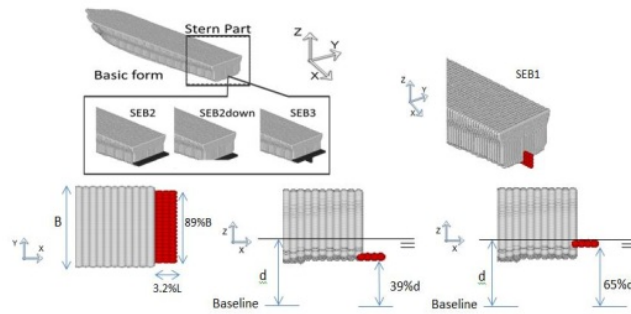 Stern Part
Z
Y
X
Basic form
SEB1
SEB2
SEB2down
SEB3
Z
Y
X
B
89%B
Y
X
3.2%L
Z
X
d
39%d
Baseline
Z
X
d
65%d
Baseline